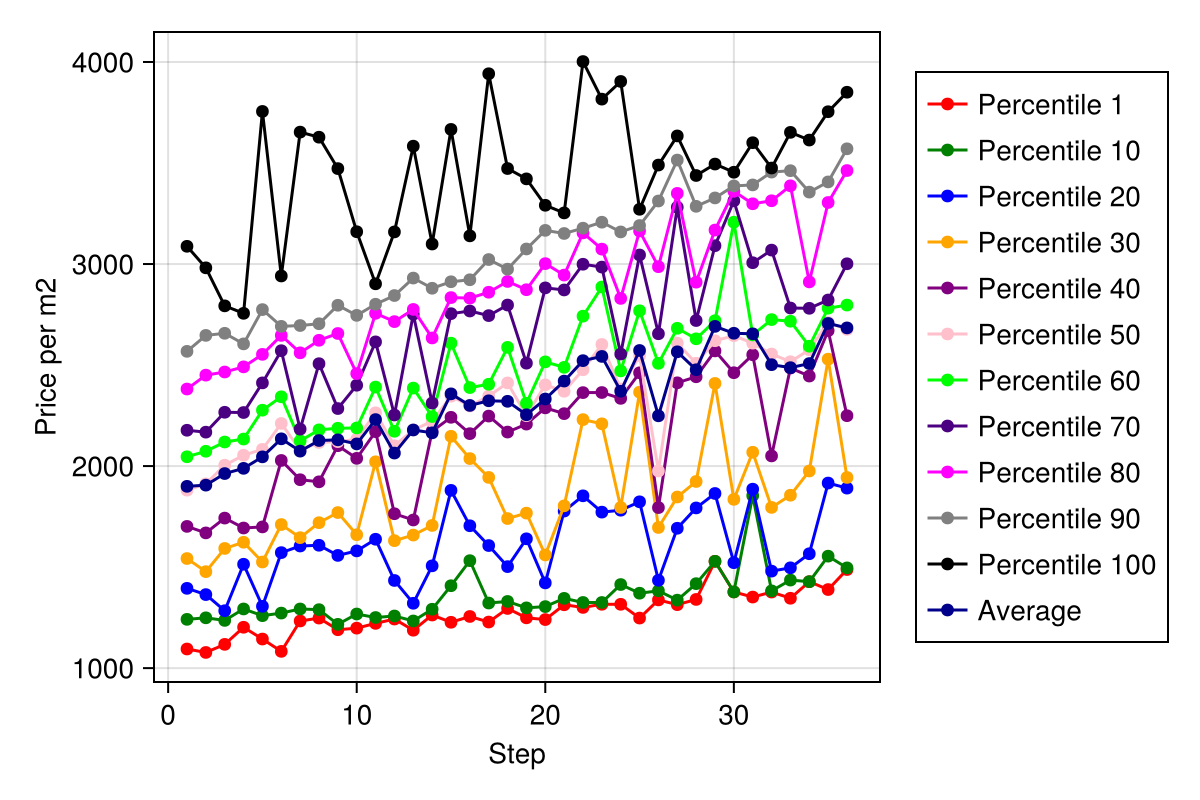 4000
3000
2000
1000
Price per m2
0 10 20 30
Step
Percentile 1
Percentile 10
Percentile 20
Percentile 30
Percentile 40
Percentile 50
Percentile 60
Percentile 70
Percentile 80
Percentile 90
Percentile 100
Average